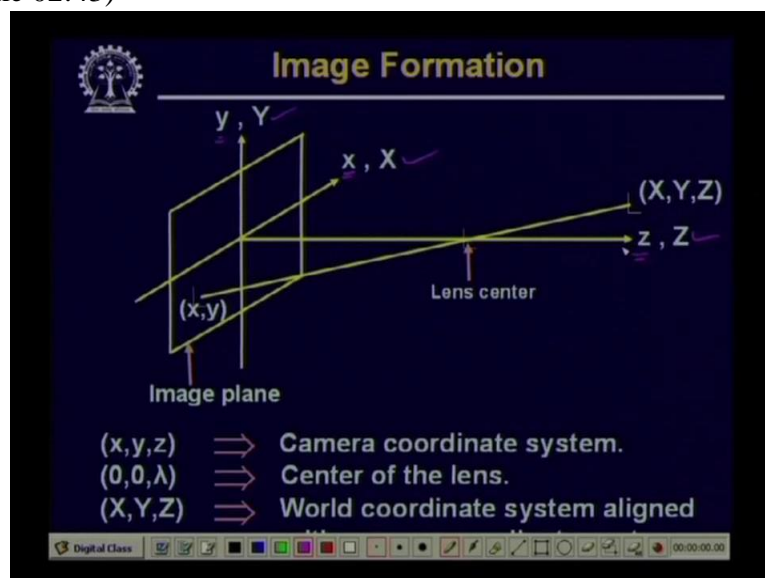 Image Formation
y , Y
x , X
(X,Y,Z)
z , Z
Lens center
(x,y)
Image plane
(x,y,z) ⇒ Camera coordinate system.
(0,0,λ) ⇒ Center of the lens.
(X,Y,Z) ⇒ World coordinate system aligned
Digital Class 00:00:00.00